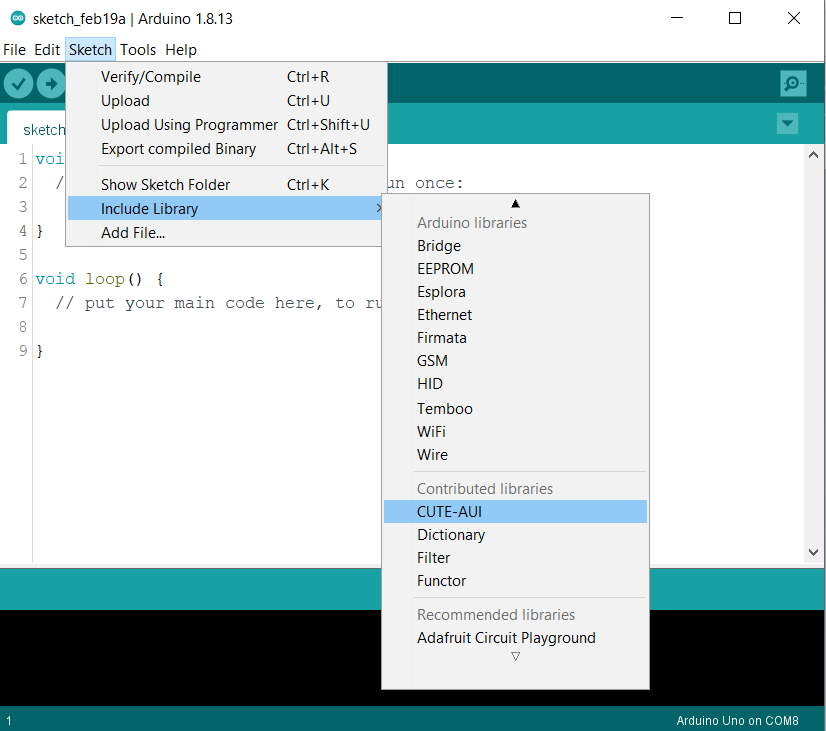 sketch_feb19a | Arduino 1.8.13
File Edit Sketch Tools Help
Verify/Compile Ctrl+R
Upload Ctrl+U
Upload Using Programmer Ctrl+Shift+U
Export compiled Binary Ctrl+Alt+S
Show Sketch Folder Ctrl+K
Include Library
Add File...
sketch
1 voi
2 / un once:
3
4 }
5
6 void loop() {
7 // put your main code here, to ru
8
9 }
Arduino libraries
Bridge
EEPROM
Esplora
Ethernet
Firmata
GSM
HID
Temboo
WiFi
Wire
Contributed libraries
CUTE-AUI
Dictionary
Filter
Functor
Recommended libraries
Adafruit Circuit Playground
1 Arduino Uno on COM8